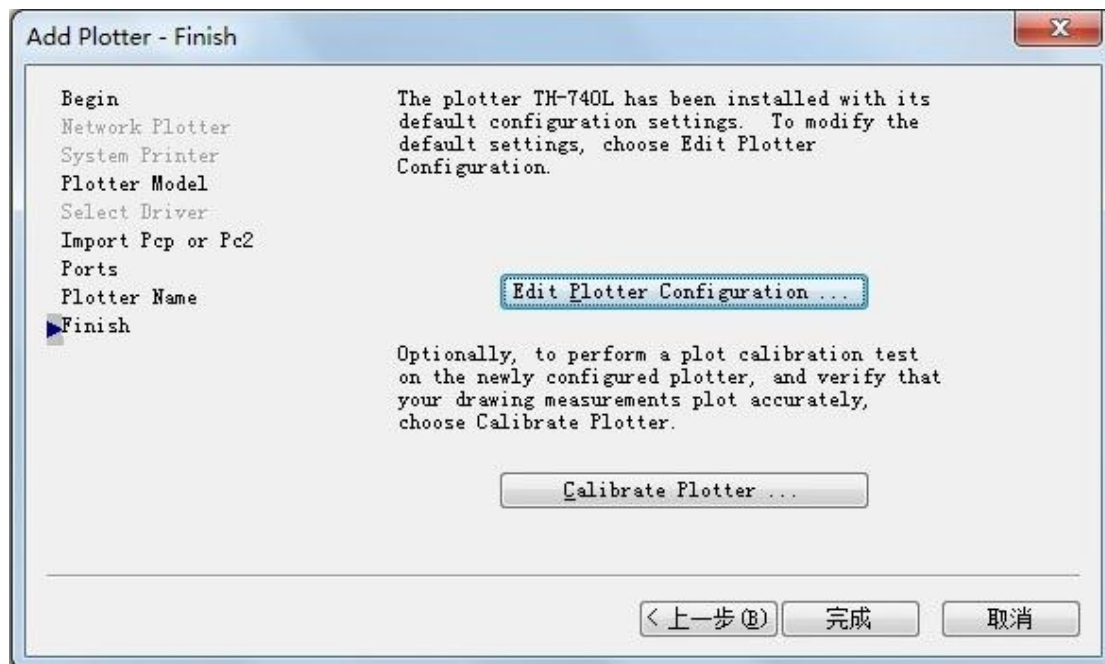 Add Plotter - Finish
Begin
Network Plotter
System Printer
Plotter Model
Select Driver
Import Pcp or Pc2
Ports
Plotter Name
Finish
The plotter TH-740L has been installed with its
default configuration settings. To modify the
default settings, choose Edit Plotter
Configuration.
Edit Plotter Configuration ...
Optionally, to perform a plot calibration test
on the newly configured plotter, and verify that
your drawing measurements plot accurately,
choose Calibrate Plotter.
Calibrate Plotter ...
< 上一步(B)
完成
取消